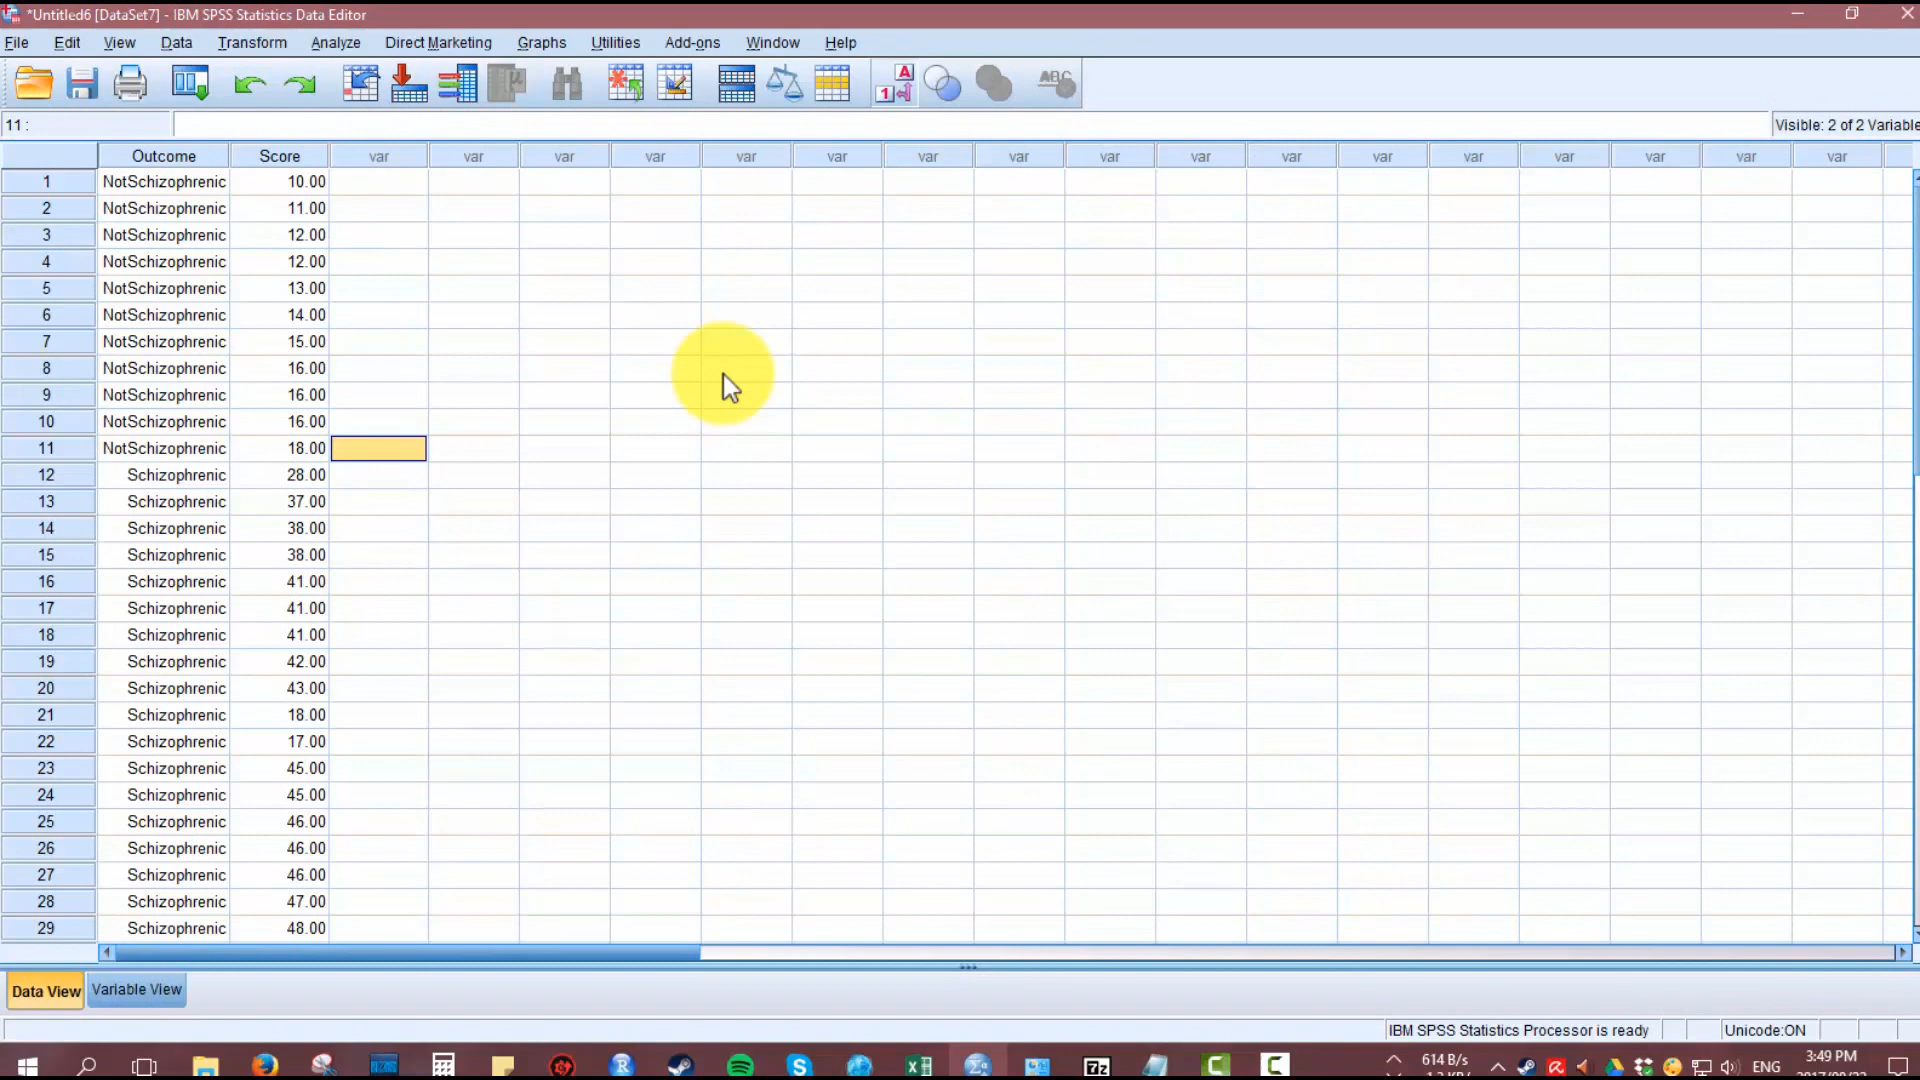 *Untitled6 [DataSet7] - IBM SPSS Statistics Data Editor
File Edit View Data Transform Analyze Direct Marketing Graphs Utilities Add-ons Window Help
A
1
ABC
11 :
Visible: 2 of 2 Variable
Outcome Score var var var var var var var var var var var var var var var var var
1 NotSchizophrenic 10.00
2 NotSchizophrenic 11.00
3 NotSchizophrenic 12.00
4 NotSchizophrenic 12.00
5 NotSchizophrenic 13.00
6 NotSchizophrenic 14.00
7 NotSchizophrenic 15.00
8 NotSchizophrenic 16.00
9 NotSchizophrenic 16.00
10 NotSchizophrenic 16.00
11 NotSchizophrenic 18.00
12 Schizophrenic 28.00
13 Schizophrenic 37.00
14 Schizophrenic 38.00
15 Schizophrenic 38.00
16 Schizophrenic 41.00
17 Schizophrenic 41.00
18 Schizophrenic 41.00
19 Schizophrenic 42.00
20 Schizophrenic 43.00
21 Schizophrenic 18.00
22 Schizophrenic 17.00
23 Schizophrenic 45.00
24 Schizophrenic 45.00
25 Schizophrenic 46.00
26 Schizophrenic 46.00
27 Schizophrenic 46.00
28 Schizophrenic 47.00
29 Schizophrenic 48.00
Data View Variable View
IBM SPSS Statistics Processor is ready Unicode:ON
614 B/s
ENG
3:49 PM